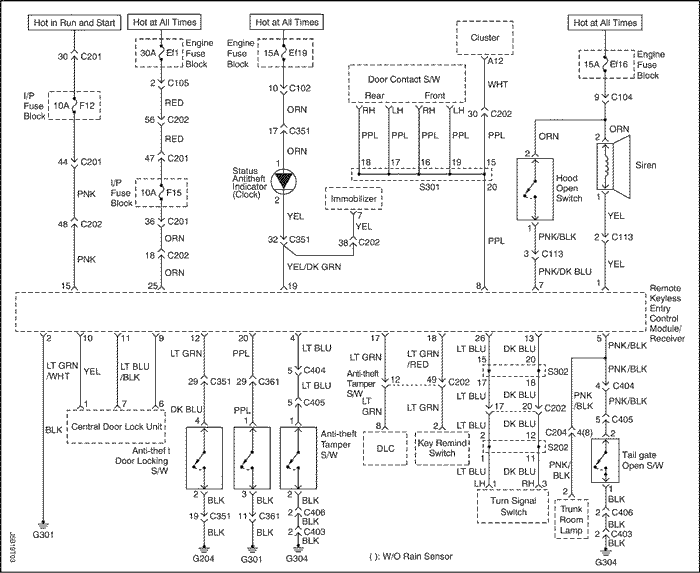 Hot in Run and Start
Hot at All Times
Hot at All Times
Hot at All Times
Cluster
30 C201
30A Ef1
Engine
Fuse
Block
Engine
Fuse
Block
15A Ef19
A12
WHT
15A Ef16
Engine
Fuse
Block
I/P
Fuse
Block
10A F12
2 C105
RED
56 C202
RED
10 C102
ORN
17 C351
Door Contact S/W
Rear Front
RH LH RH LH
PPL PPL PPL PPL
30 C202
PPL
9 C104
ORN ORN
44 C201
PNK
47 C201
I/P
Fuse
Block
10A F15
ORN
1
Status
Antitheft
Indicator
(Clock)
2
18 17 16 19 15
S301 20
2
Hood
Open
Switch
1
2
Siren
1
48 C202
PNK
36 C201
ORN
18 C202
ORN
YEL
32 C351
YEL/DK GRN
Immobilizer
7
YEL
38 C202
PPL
PNK/BLK
3 C113
PNK/DK BLU
YEL
2 C113
YEL
15 25 19 8 7 1
Remote
Keyless
Entry
Control
Module/
Receiver
2 10 11 9 12 20 4 17 18 26 13 5
LT GRN
/WHT
YEL
LT BLU
/BLK
LT GRN
PPL
LT BLU
LT GRN
LT GRN
/RED
LT BLU
DK BLU
PNK/BLK
PNK/BLK
BLK
1 7 6
Central Door Lock Unit
29 C351
29 C361
5 C404
LT BLU
5 C405
DK BLU
PPL
LT BLU
Anti-theft
Tamper
S/W
12 49 C202
LT
GRN
LT
GRN
15 20
S302
17 18
LT BLU DK BLU
17 20 C202
LT BLU DK BLU
2 12
S202
1 11
LT
BLU
DK
BLU
LH 1 RH 3
PNK
/BLK
4 C404
PNK/BLK
5 C405
C204 4(8)
PNK/
BLK
2
Tail gate
Open S/W
1
Anti-theft
Door Locking S/W
4 1 1
Anti-theft
Tamper
S/W
8
DLC
2
Key Remind
Switch
Turn Signal
Switch
2
Trunk
Room
Lamp
2 3 2
BLK BLK BLK
19 C351
11 C361
2 C406
BLK
2 C403
BLK BLK BLK
BLK
2 C406
BLK
2 C403
BLK
G301
G204
G301
G304
G304
( ): W/O Rain Sensor
J5B19T03